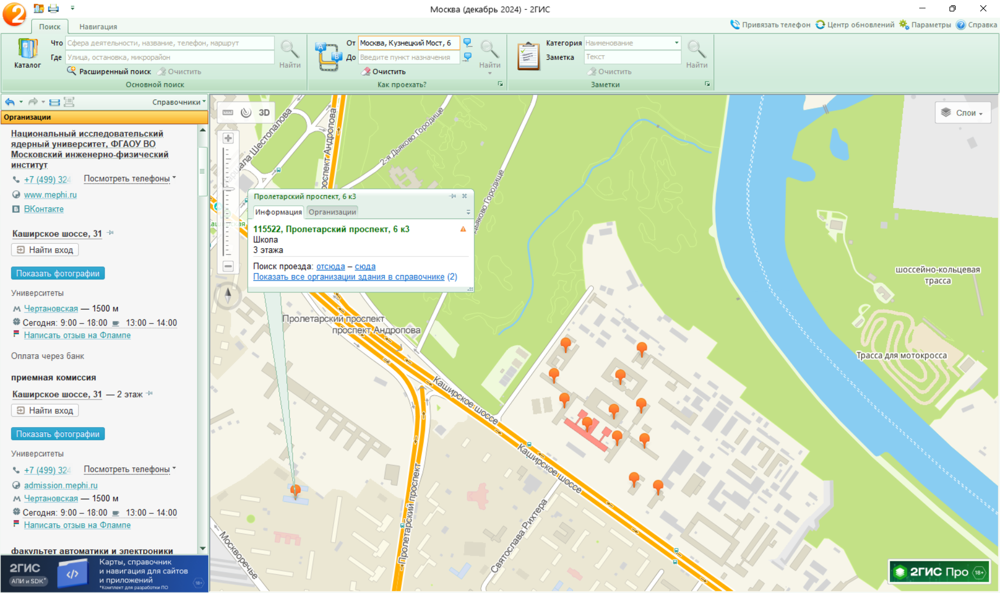 Москва (декабрь 2024) - 2ГИС
Поиск
Навигация
Привязать телефон
Центр обновлений
Параметры
Справка
Каталог
Что
Сфера деятельности, название, телефон, маршрут
Где
Улица, остановка, микрорайон
Расширенный поиск
Очистить
Найти
Основной поиск
От
Москва, Кузнецкий Мост, 6
До
Введите пункт назначения
Очистить
Найти
Как проехать?
Категория
Наименование
Заметка
Текст
Очистить
Найти
Заметки
Справочники
Организации
Национальный исследовательский
ядерный университет, ФГАОУ ВО
Московский инженерно-физический
институт
+7 (499) 324
Посмотреть телефоны
www.mephi.ru
ВКонтакте
Каширское шоссе, 31
Найти вход
Показать фотографии
Университеты
Чертановская — 1500 м
Сегодня: 9:00 – 18:00 13:00 – 14:00
Написать отзыв на Флампе
Оплата через банк
приемная комиссия
Каширское шоссе, 31 — 2 этаж
Найти вход
Показать фотографии
Университеты
+7 (499) 324
Посмотреть телефоны
admission.mephi.ru
Чертановская — 1500 м
Сегодня: 9:00 – 18:00 13:00 – 14:00
Написать отзыв на Флампе
факультет автоматики и электроники
2ГИС
АПИ и SDK*
Карты, справочник
и навигация для сайтов
и приложений
*Комплект для разработки ПО
18+
3D
Слои
проспект Андропова
2-я Дьяково Городище
Дьяково Городище
Пролетарский проспект, 6 к3
Информация
Организации
115522, Пролетарский проспект, 6 к3
Школа
3 этажа
Поиск проезда: отсюда – сюда
Показать все организации здания в справочнике (2)
Пролетарский проспект
проспект Андропова
Каширское шоссе
Каширское шоссе
Пролетарский проспект
Пролетарский проспект
Святослава Рихтера
Москворечье
шоссейно-кольцевая
трасса
Трасса для мотокросса
2ГИС Про 18+